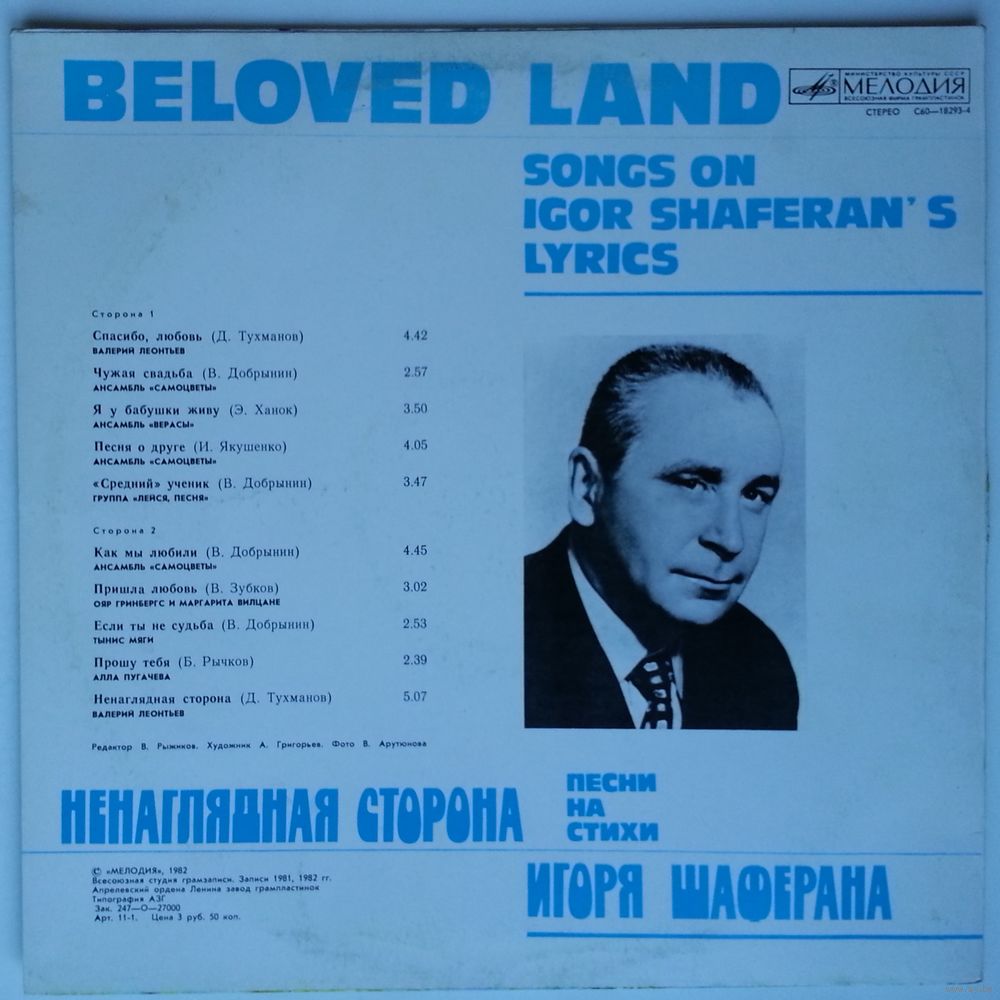 BELOVED LAND
МИНИСТЕРСТВО КУЛЬТУРЫ СССР
МЕЛОДИЯ
ВСЕСОЮЗНАЯ ФИРМА ГРАМПЛАСТИНОК
СТЕРЕО С60—18293-4
SONGS ON
IGOR SHAFERAN'S
LYRICS
Сторона 1
Спасибо, любовь (Д. Тухманов) 4.42
ВАЛЕРИЙ ЛЕОНТЬЕВ
Чужая свадьба (В. Добрынин) 2.57
АНСАМБЛЬ «САМОЦВЕТЫ»
Я у бабушки живу (Э. Ханок) 3.50
АНСАМБЛЬ «ВЕРАСЫ»
Песня о друге (И. Якушенко) 4.05
АНСАМБЛЬ «САМОЦВЕТЫ»
«Средний» ученик (В. Добрынин) 3.47
ГРУППА «ЛЕЙСЯ, ПЕСНЯ»
Сторона 2
Как мы любили (В. Добрынин) 4.45
АНСАМБЛЬ «САМОЦВЕТЫ»
Пришла любовь (В. Зубков) 3.02
ОЯР ГРИНБЕРГС И МАРГАРИТА ВИЛЦАНЕ
Если ты не судьба (В. Добрынин) 2.53
ТЫНИС МЯГИ
Прошу тебя (Б. Рычков) 2.39
АЛЛА ПУГАЧЕВА
Ненаглядная сторона (Д. Тухманов) 5.07
ВАЛЕРИЙ ЛЕОНТЬЕВ
Редактор В. Рыжиков. Художник А. Григорьев. Фото В. Арутюнова
НЕНАГЛЯДНАЯ СТОРОНА
ПЕСНИ
НА
СТИХИ
ИГОРЯ ШАФЕРАНА
© «МЕЛОДИЯ», 1982
Всесоюзная студия грамзаписи. Записи 1981, 1982 гг.
Апрелевский ордена Ленина завод грампластинок
Типография АЗГ
Зак. 247—О—27000
Арт. 11-1. Цена 3 руб. 50 коп.